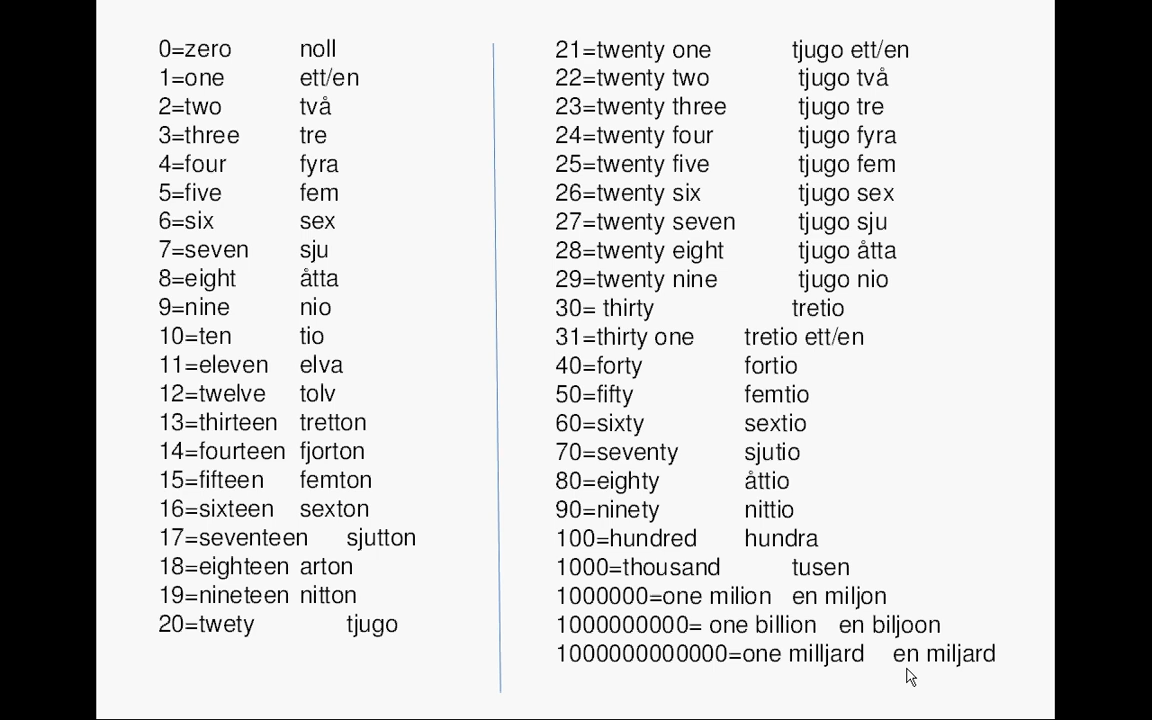 0=zero noll
1=one ett/en
2=two två
3=three tre
4=four fyra
5=five fem
6=six sex
7=seven sju
8=eight åtta
9=nine nio
10=ten tio
11=eleven elva
12=twelve tolv
13=thirteen tretton
14=fourteen fjorton
15=fifteen femton
16=sixteen sexton
17=seventeen sjutton
18=eighteen arton
19=nineteen nitton
20=twety tjugo
21=twenty one tjugo ett/en
22=twenty two tjugo två
23=twenty three tjugo tre
24=twenty four tjugo fyra
25=twenty five tjugo fem
26=twenty six tjugo sex
27=twenty seven tjugo sju
28=twenty eight tjugo åtta
29=twenty nine tjugo nio
30= thirty tretio
31=thirty one tretio ett/en
40=forty fortio
50=fifty femtio
60=sixty sextio
70=seventy sjutio
80=eighty åttio
90=ninety nittio
100=hundred hundra
1000=thousand tusen
1000000=one milion en miljon
1000000000= one billion en biljoon
1000000000000=one milljard en miljard